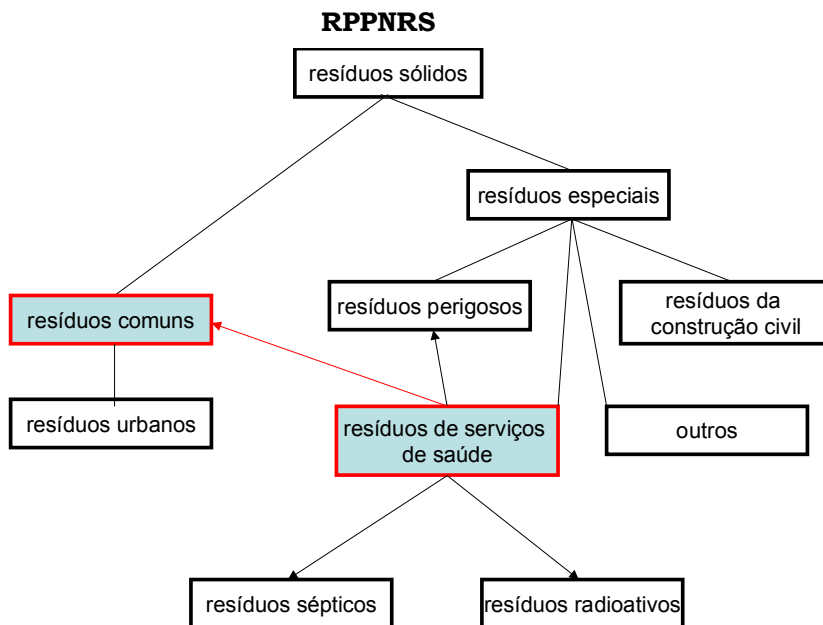 RPPNRS
resíduos sólidos
resíduos especiais
resíduos perigosos
resíduos da
construção civil
resíduos comuns
resíduos urbanos
resíduos de serviços
de saúde
outros
resíduos sépticos
resíduos radioativos